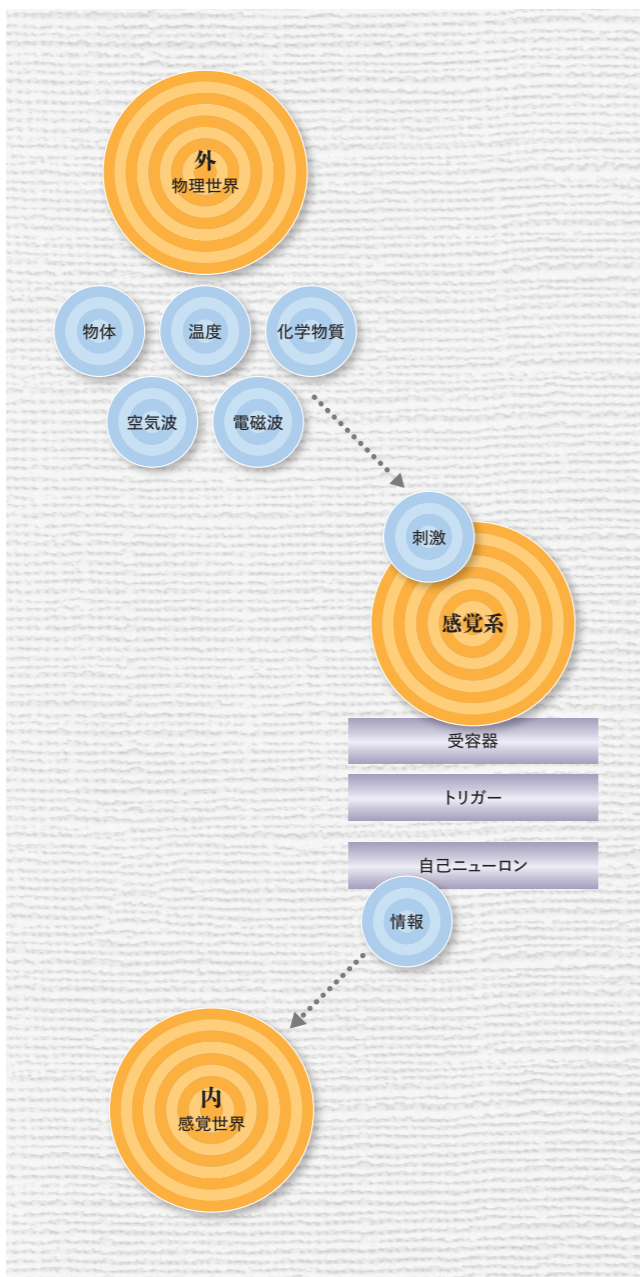 外
物理世界
物体
温度
化学物質
空気波
電磁波
刺激
感覚系
受容器
トリガー
自己ニューロン
情報
内
感覚世界